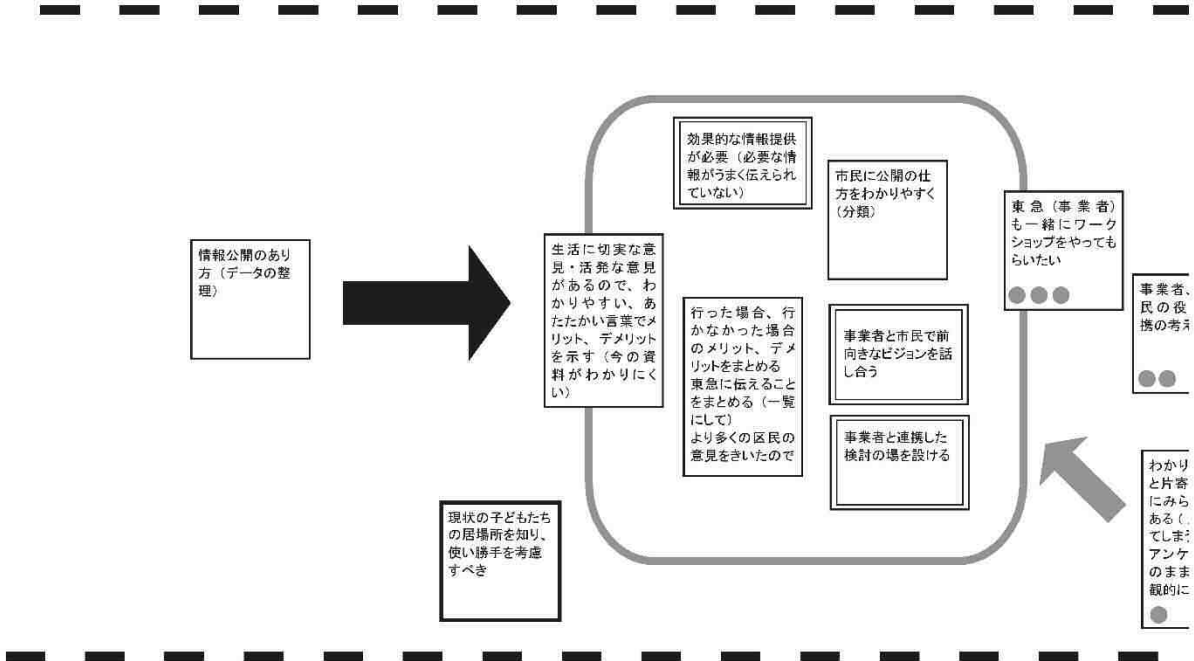 効果的な情報提供
が必要（必要な情
報がうまく伝えられ
ていない）
市民に公開の仕
方をわかりやすく
（分類）
東急（事業者）
も一緒にワーク
ショップをやっても
らいたい
情報公開のあり
方（データの整
理）
生活に切実な意
見・活発な意見
があるので、わ
かりやすい、あ
たたかい言葉でメ
リット、デメリット
を示す（今の資
料がわかりにく
い）
行った場合、行
かなかった場合
のメリット、デメ
リットをまとめる
東急に伝えること
をまとめる（一覧
にして）
より多くの区民の
意見をきいたので
事業者と市民で前
向きなビジョンを話
し合う
事業者と連携した
検討の場を設ける
事業者、
民の役
携の考え
現状の子どもたち
の居場所を知り、
使い勝手を考慮
すべき
わかり
と片寄
にみら
ある（
てしまう
アンケ
のまま
観的に